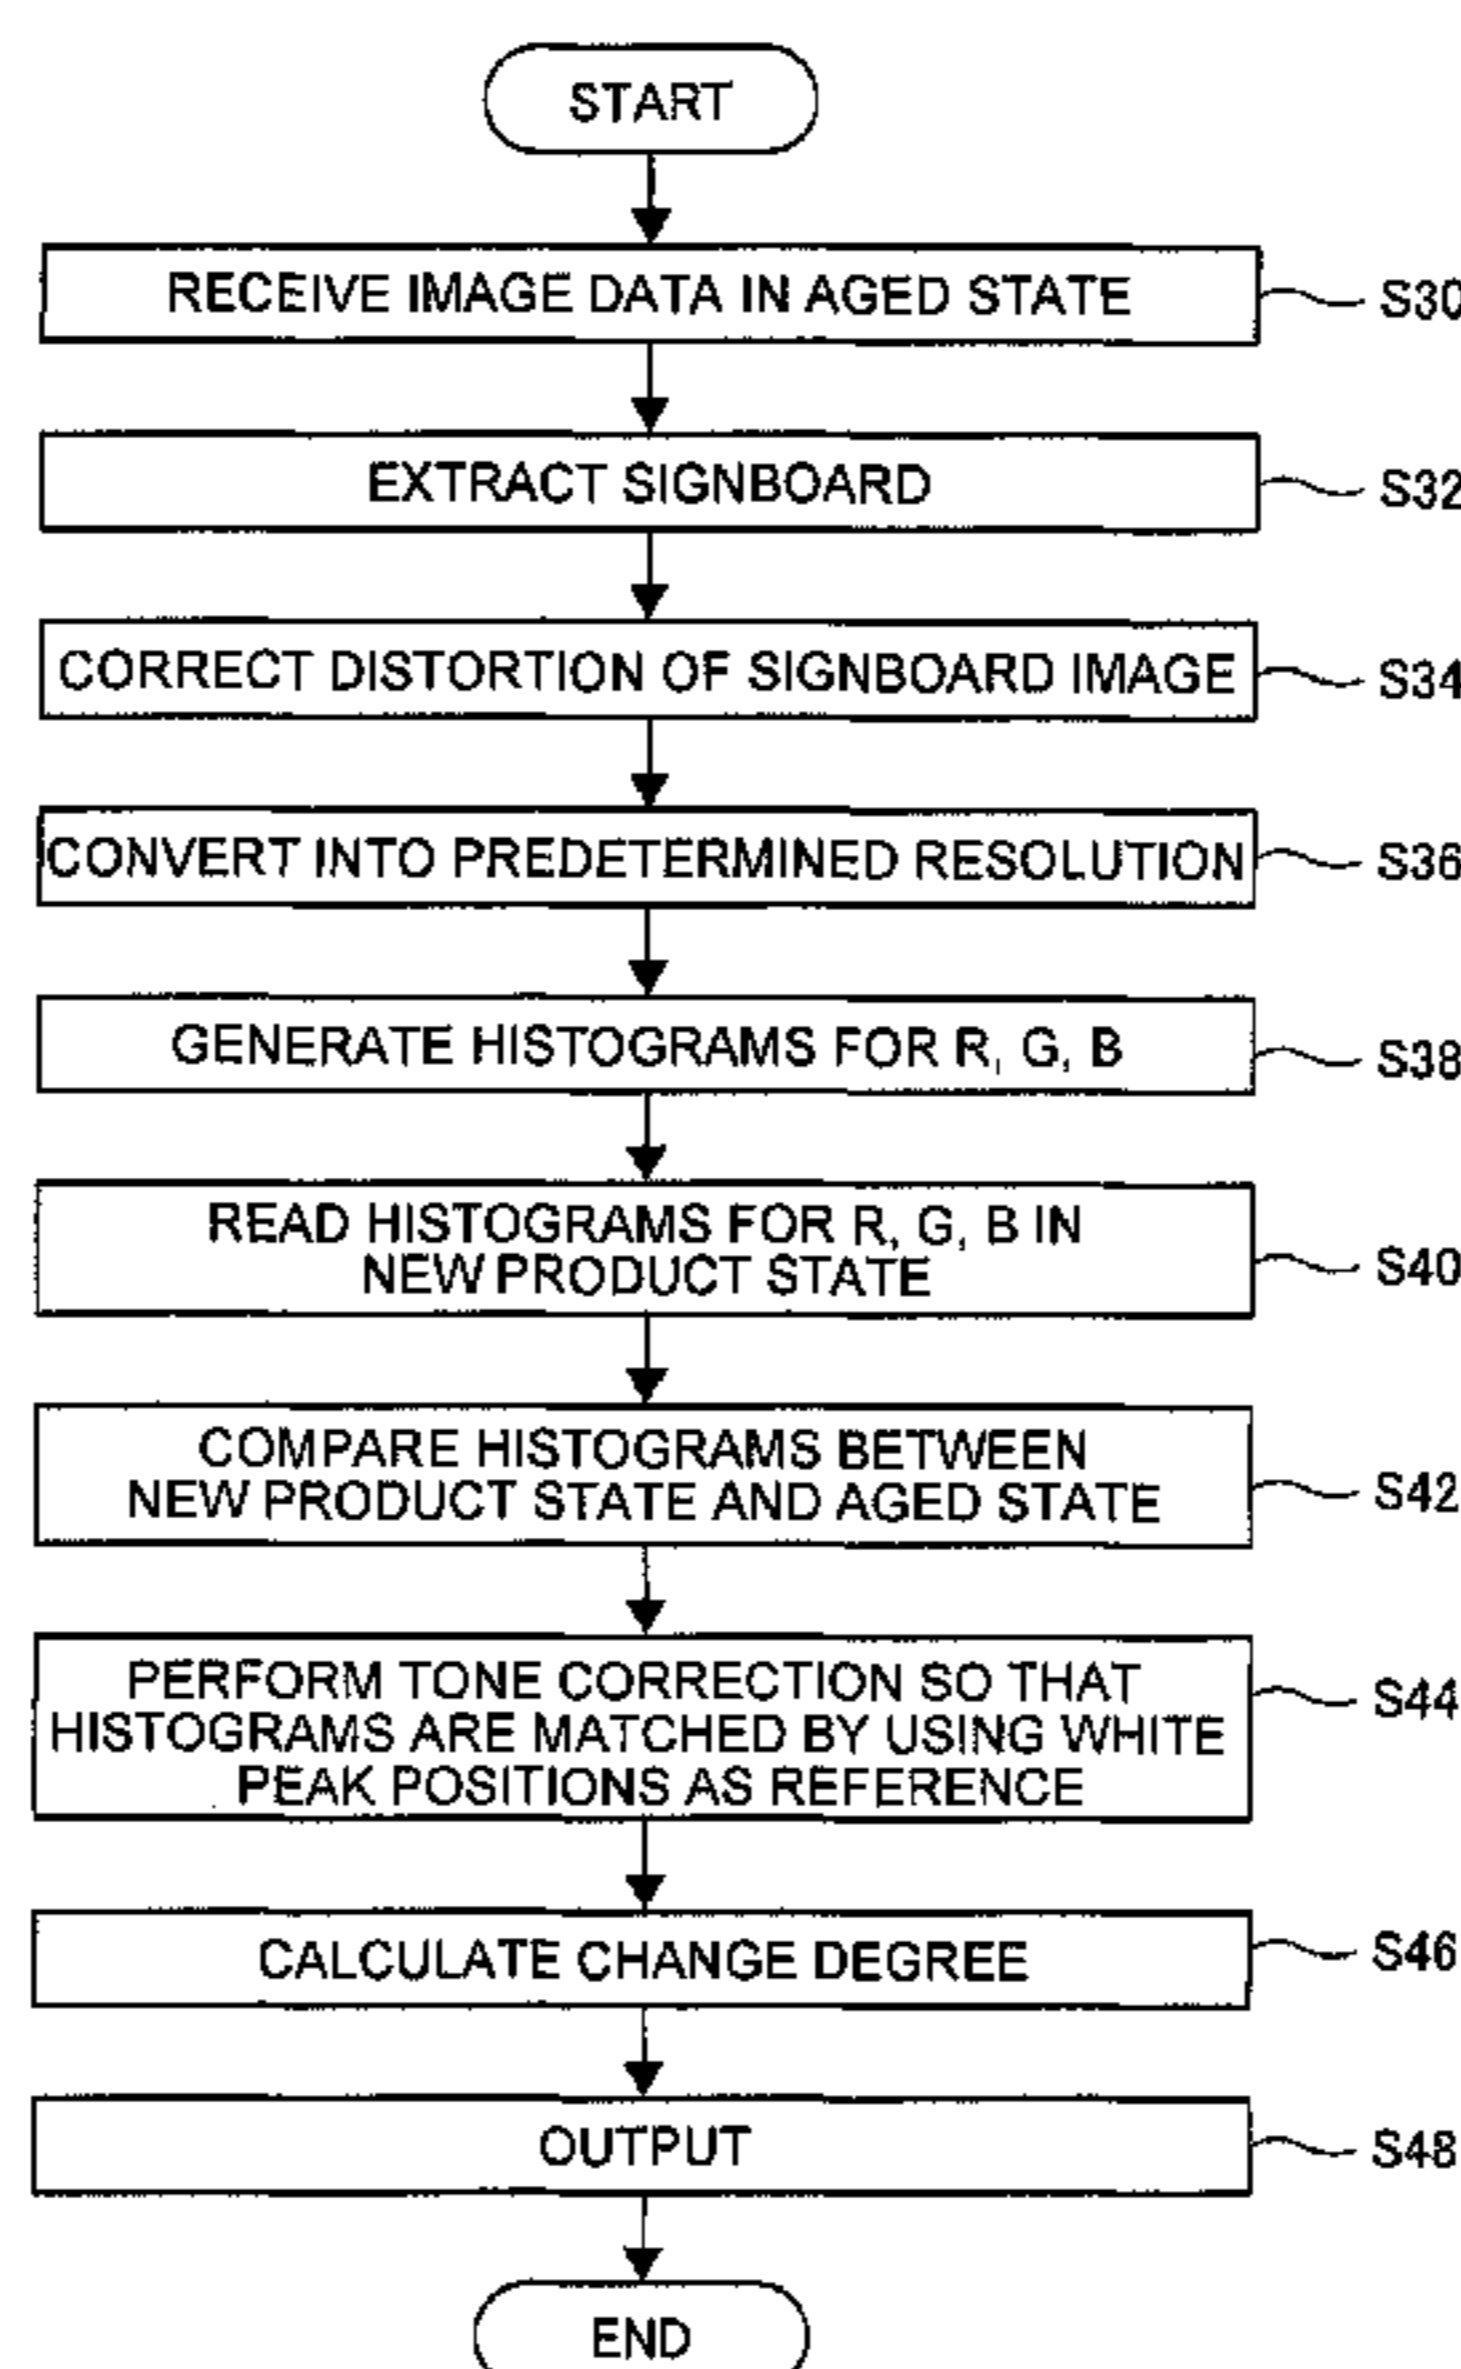 START
RECEIVE IMAGE DATA IN AGED STATE
S30
EXTRACT SIGNBOARD
S32
CORRECT DISTORTION OF SIGNBOARD IMAGE
S34
CONVERT INTO PREDETERMINED RESOLUTION
S36
GENERATE HISTOGRAMS FOR R, G, B
S38
READ HISTOGRAMS FOR R, G, B IN
NEW PRODUCT STATE
S40
COMPARE HISTOGRAMS BETWEEN
NEW PRODUCT STATE AND AGED STATE
S42
PERFORM TONE CORRECTION SO THAT
HISTOGRAMS ARE MATCHED BY USING WHITE
PEAK POSITIONS AS REFERENCE
S44
CALCULATE CHANGE DEGREE
S46
OUTPUT
S48
END